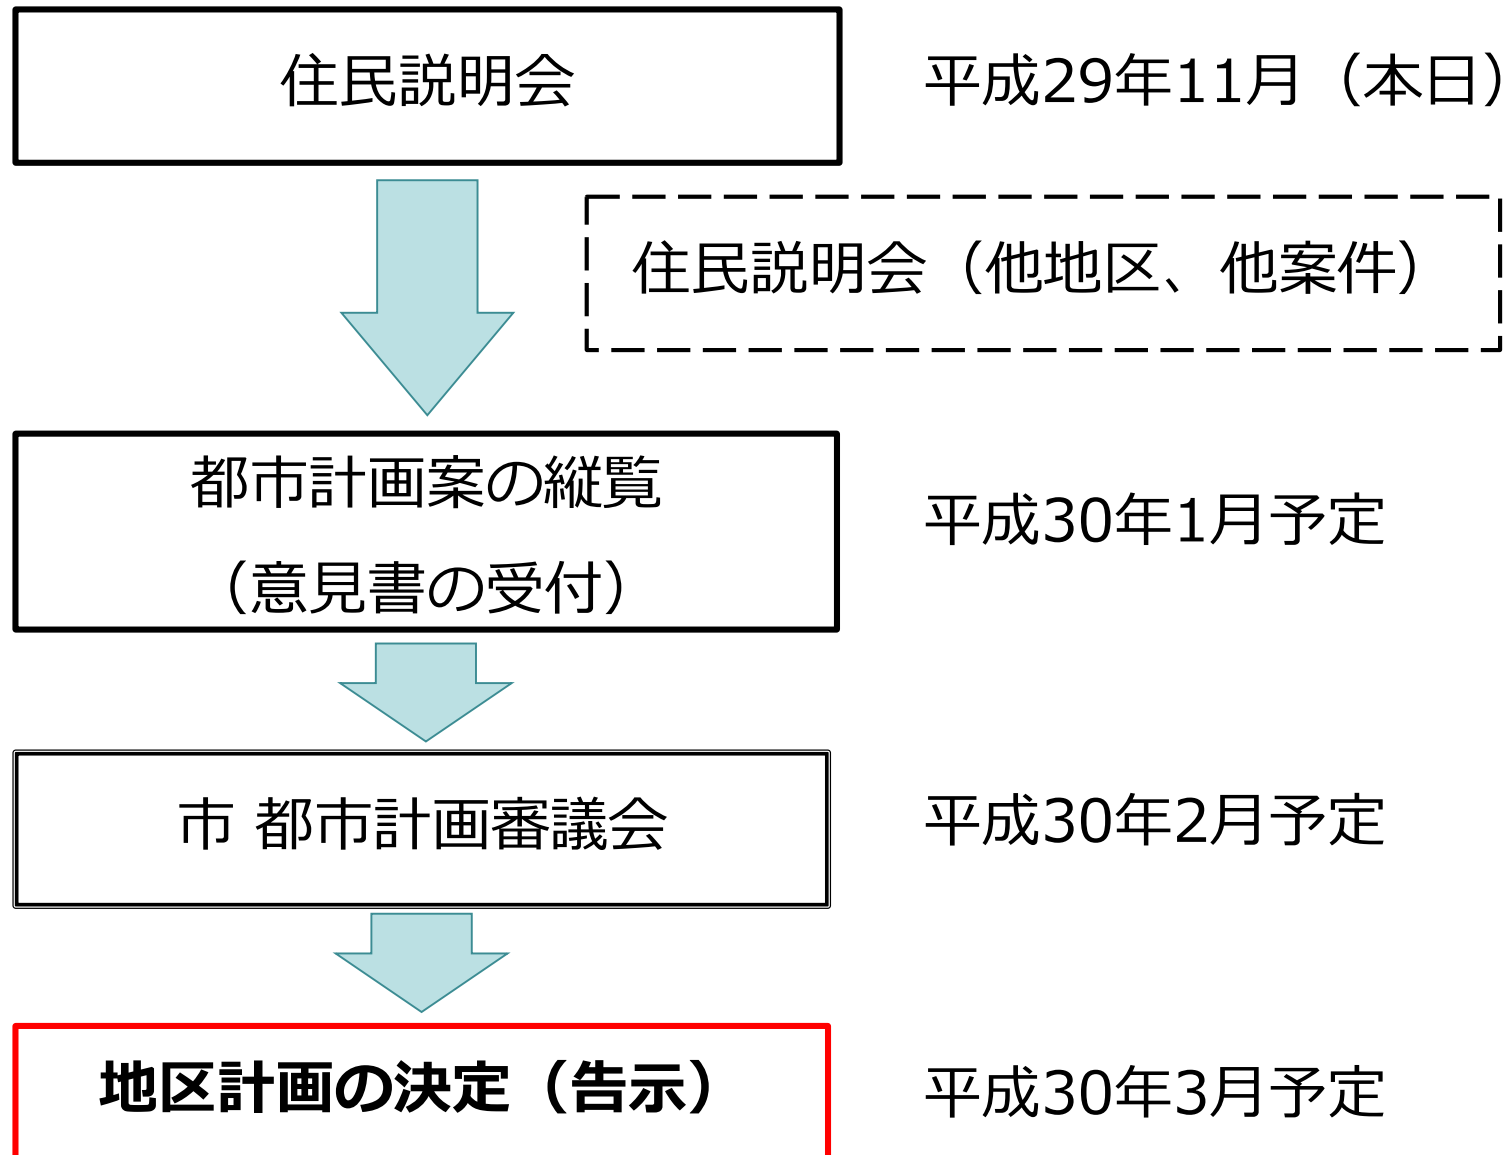 住民説明会
平成29年11月（本日）
住民説明会（他地区、他案件）
都市計画案の縦覧
（意見書の受付）
平成30年1月予定
市 都市計画審議会
平成30年2月予定
地区計画の決定（告示）
平成30年3月予定